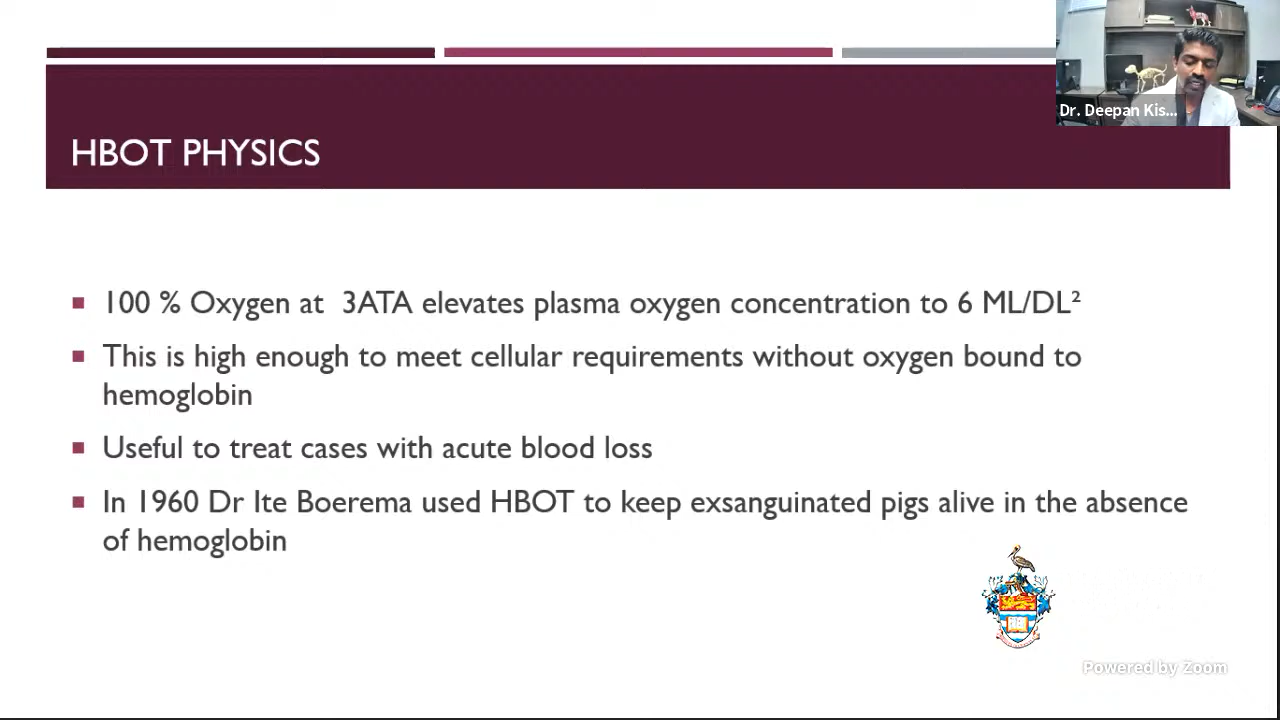 Dr. Deepan Kis...
HBOT PHYSICS
100 % Oxygen at  3ATA elevates plasma oxygen concentration to 6 ML/DL²
This is high enough to meet cellular requirements without oxygen bound to
hemoglobin
Useful to treat cases with acute blood loss
In 1960 Dr Ite Boerema used HBOT to keep exsanguinated pigs alive in the absence
of hemoglobin
Powered by Zoom